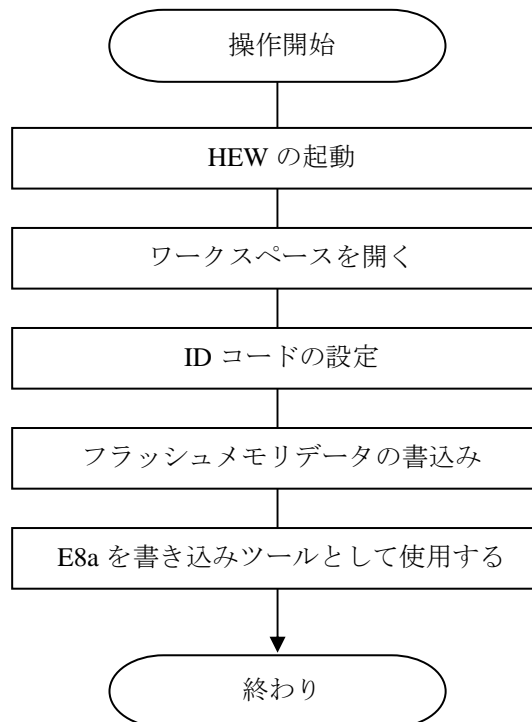 操作開始
HEW の起動
ワークスペースを開く
ID コードの設定
フラッシュメモリデータの書込み
E8a を書き込みツールとして使用する
終わり